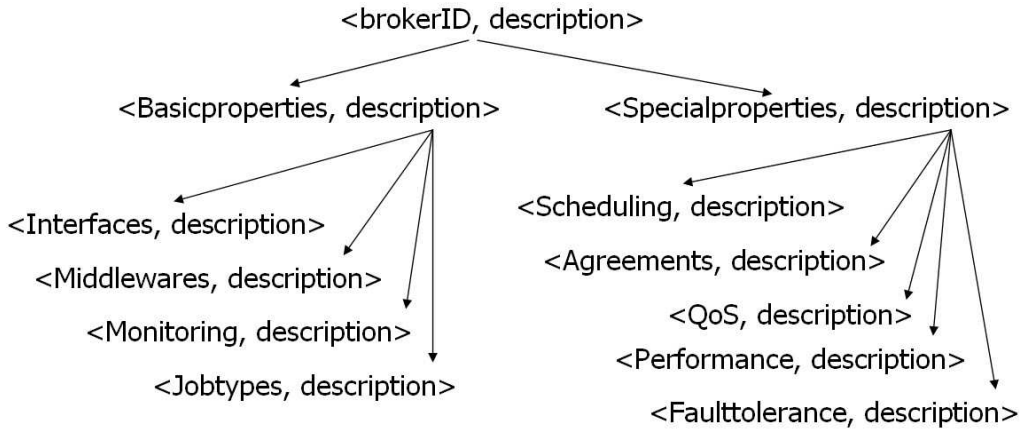 <brokerID, description>
<Basicproperties, description>
<Specialproperties, description>
<Interfaces, description>
<Middlewares, description>
<Monitoring, description>
<Jobtypes, description>
<Scheduling, description>
<Agreements, description>
<QoS, description>
<Performance, description>
<Faulttolerance, description>